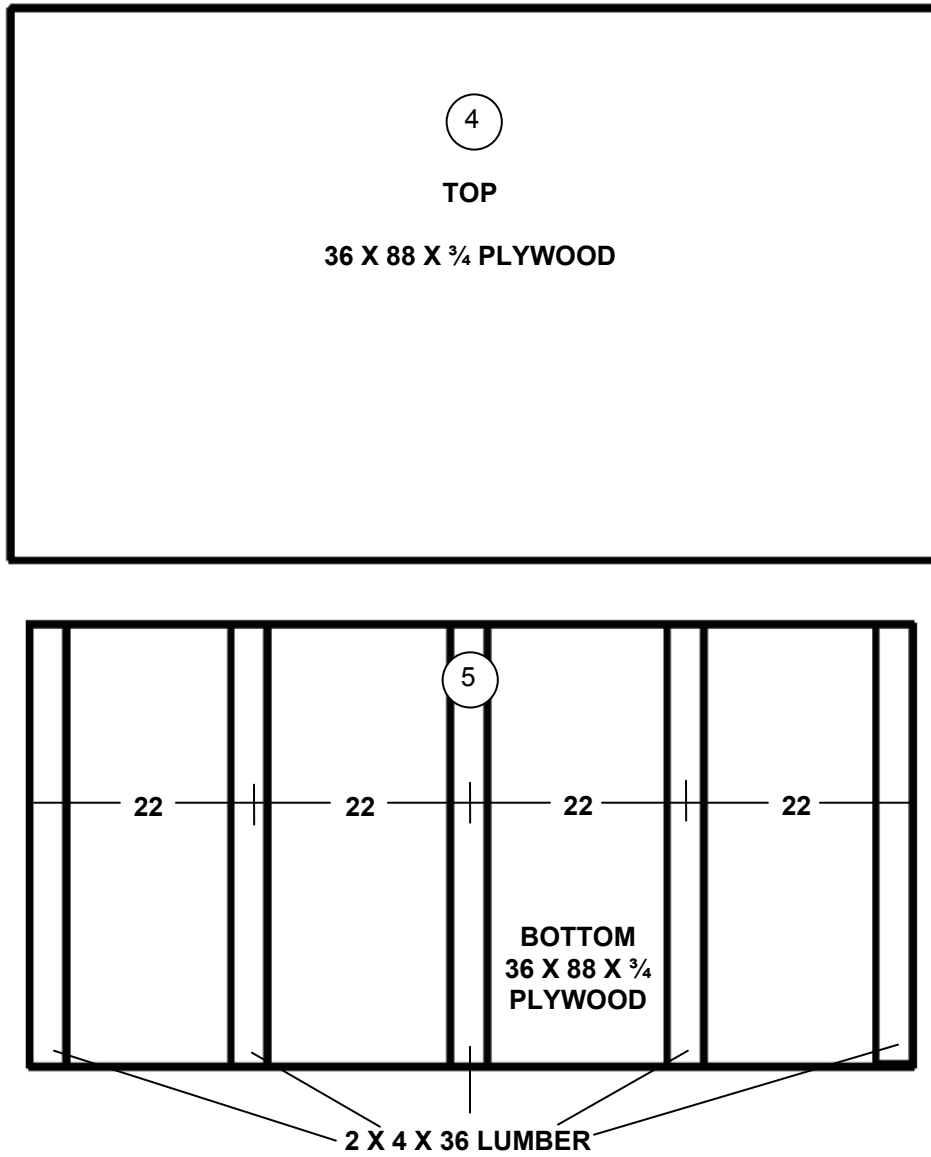 4
TOP
36 X 88 X ¾ PLYWOOD
5
22 22 22 22
BOTTOM
36 X 88 X ¾
PLYWOOD
2 X 4 X 36 LUMBER